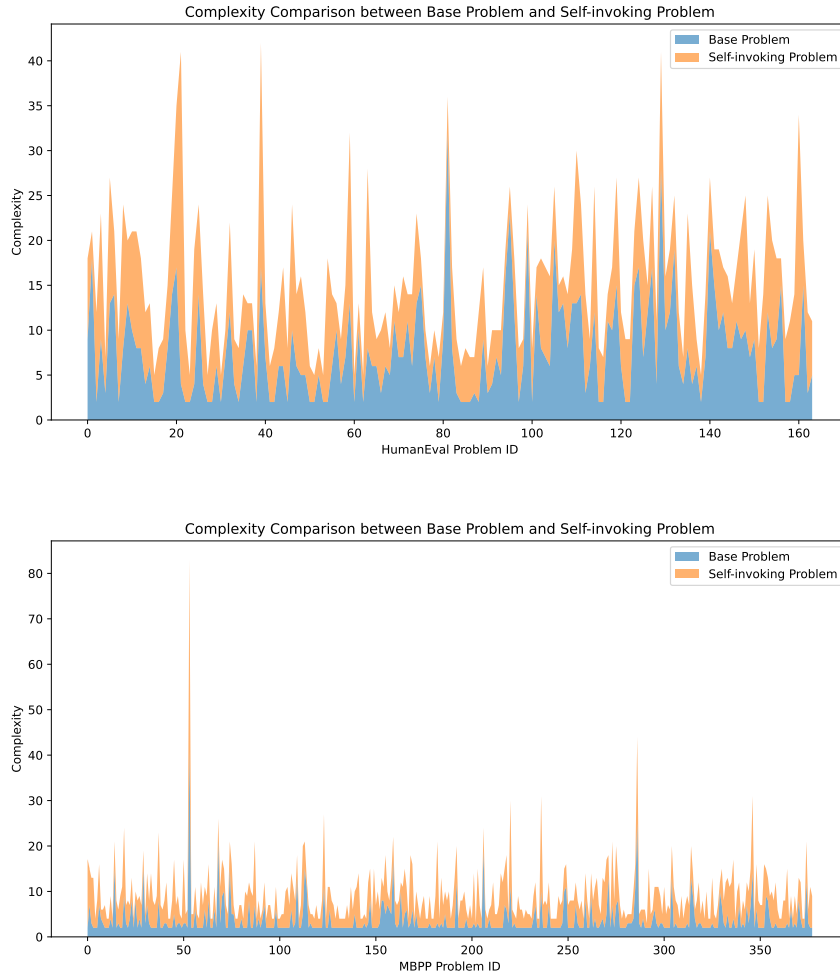 Complexity Comparison between Base Problem and Self-invoking Problem
Base Problem
Self-invoking Problem
40
35
30
25
20
15
10
5
0
Complexity
0 20 40 60 80 100 120 140 160
HumanEval Problem ID
Complexity Comparison between Base Problem and Self-invoking Problem
Base Problem
Self-invoking Problem
80
70
60
50
40
30
20
10
0
Complexity
0 50 100 150 200 250 300 350
MBPP Problem ID